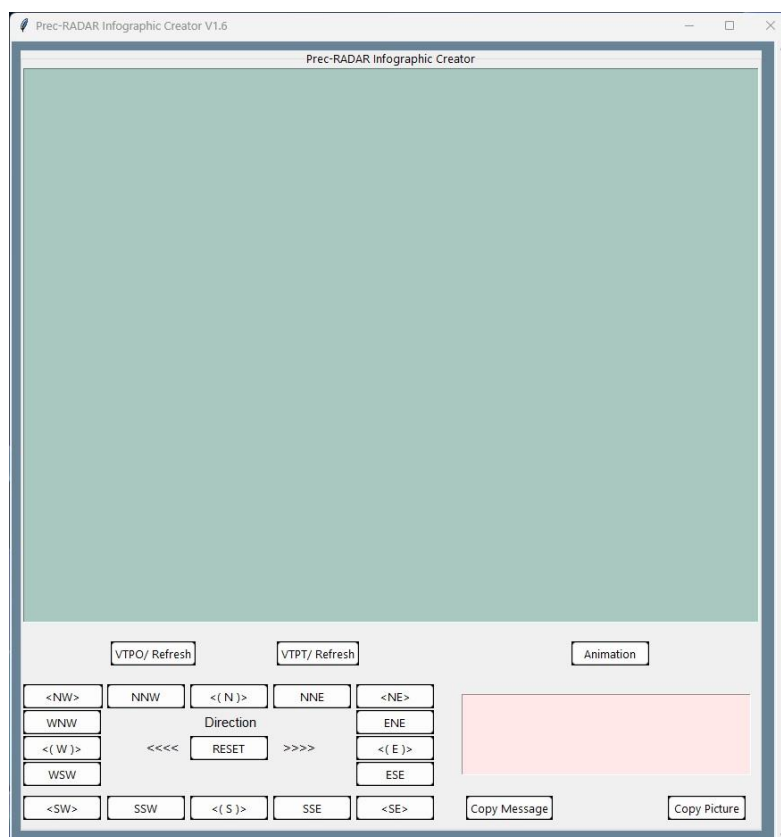 Prec-RADAR Infographic Creator V1.6
Prec-RADAR Infographic Creator
VTPO/ Refresh VTPT/ Refresh Animation
<NW> NNW <( N )> NNE <NE>
WNW Direction ENE
<( W )> <<<< RESET >>>> <( E )>
WSW ESE
<SW> SSW <( S )> SSE <SE> Copy Message Copy Picture